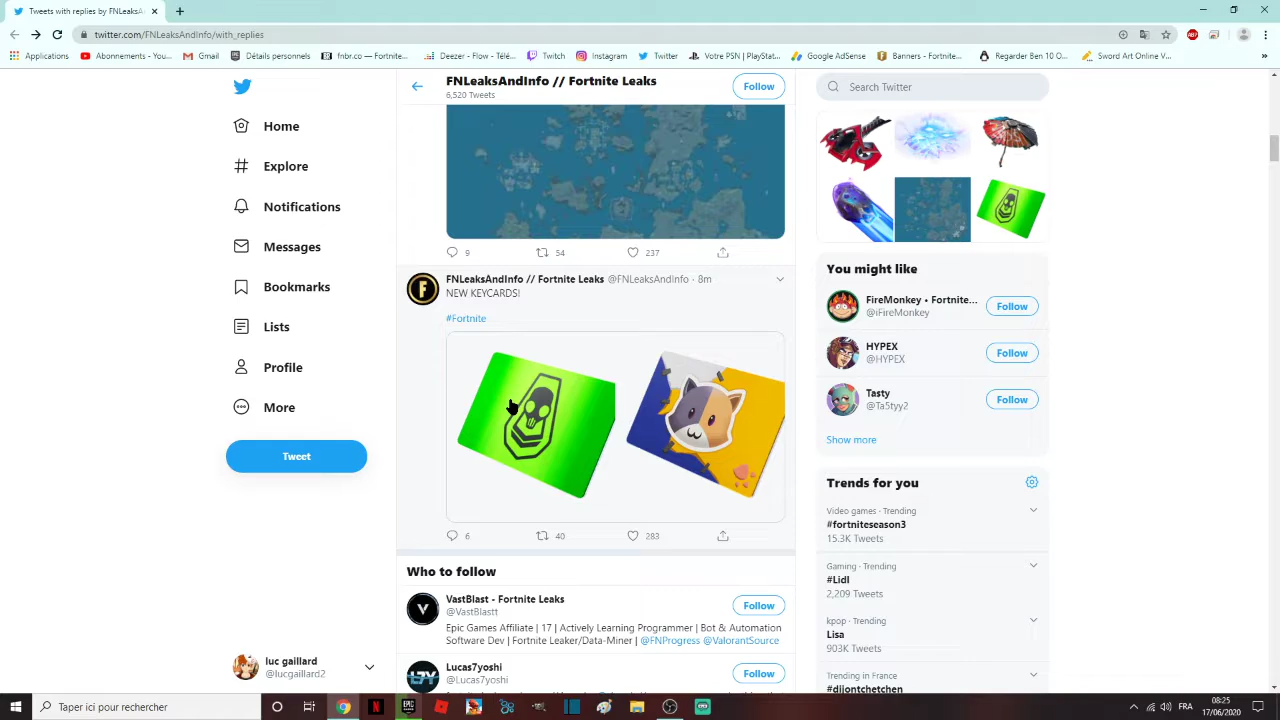 Tweets with replies by FNLeaksA
twitter.com/FNLeaksAndInfo/with_replies
Applications
Abonnements - You...
Gmail
Détails personnels
fnbr.co — Fortnite...
Deezer - Flow - Télé...
Twitch
Instagram
Twitter
Mes PSN | PlayStat...
Google AdSense
Banners - Fortnite...
Regarder Ben 10 O...
Sword Art Online V...
Home
Explore
Notifications
Messages
Bookmarks
Lists
Profile
More
Tweet
luc gaillard
@lucgaillard2
FNLeaksAndInfo // Fortnite Leaks
6,520 Tweets
Follow
9 54 237
FNLeaksAndInfo // Fortnite Leaks @FNLeaksAndInfo · 8m
NEW KEYCARDS!
#Fortnite
6 40 283
Who to follow
VastBlast - Fortnite Leaks
@VastBlastt
Follow
Epic Games Affiliate | 17 | Actively Learning Programmer | Bot & Automation
Software Dev | Fortnite Leaker/Data-Miner | @FNProgress @ValorantSource
Lucas7yoshi
@Lucas7yoshi
Follow
Search Twitter
You might like
FireMonkey • Fortnite...
@iFireMonkey
Follow
HYPEX
@HYPEX
Follow
Tasty
@Ta5tyy2
Follow
Show more
Trends for you
Video games · Trending
#fortniteseason3
15.3K Tweets
Gaming · Trending
#Lidl
2,209 Tweets
kpop · Trending
Lisa
903K Tweets
Trending in France
#dijontchetchen
Taper ici pour rechercher
FRA
08:25
17/06/2020